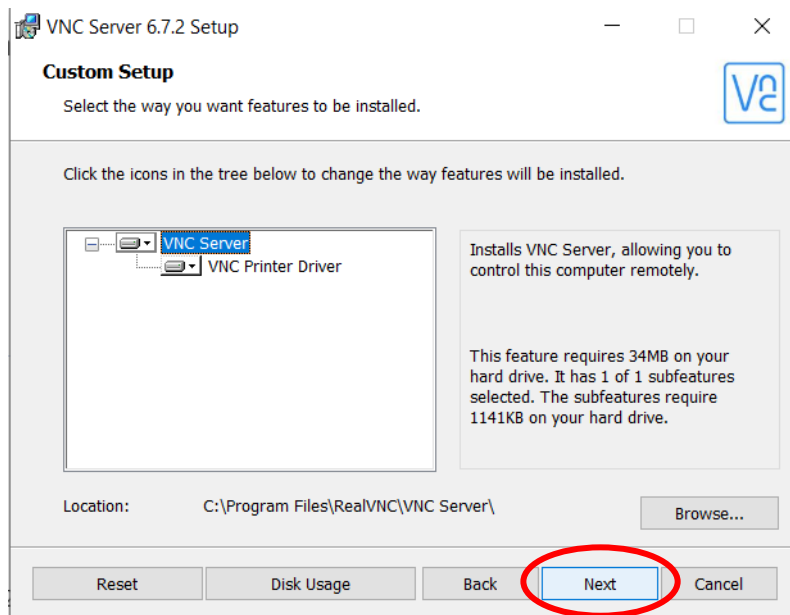 VNC Server 6.7.2 Setup
Custom Setup
Select the way you want features to be installed.
Click the icons in the tree below to change the way features will be installed.
VNC Server
VNC Printer Driver
Installs VNC Server, allowing you to
control this computer remotely.
This feature requires 34MB on your
hard drive. It has 1 of 1 subfeatures
selected. The subfeatures require
1141KB on your hard drive.
Location: C:\Program Files\RealVNC\VNC Server\
Browse...
Reset Disk Usage Back Next Cancel